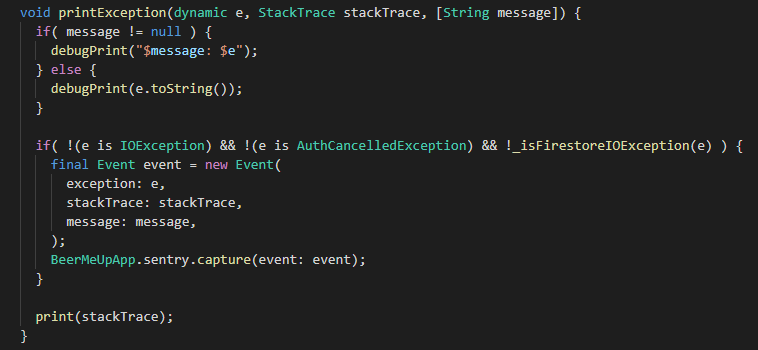 void printException(dynamic e, StackTrace stackTrace, [String message]) {
  if( message != null ) {
    debugPrint("$message: $e");
  } else {
    debugPrint(e.toString());
  }

  if( !(e is IOException) && !(e is AuthCancelledException) && !_isFirestoreIOException(e) ) {
    final Event event = new Event(
      exception: e,
      stackTrace: stackTrace,
      message: message,
    );
    BeerMeUpApp.sentry.capture(event: event);
  }

  print(stackTrace);
}